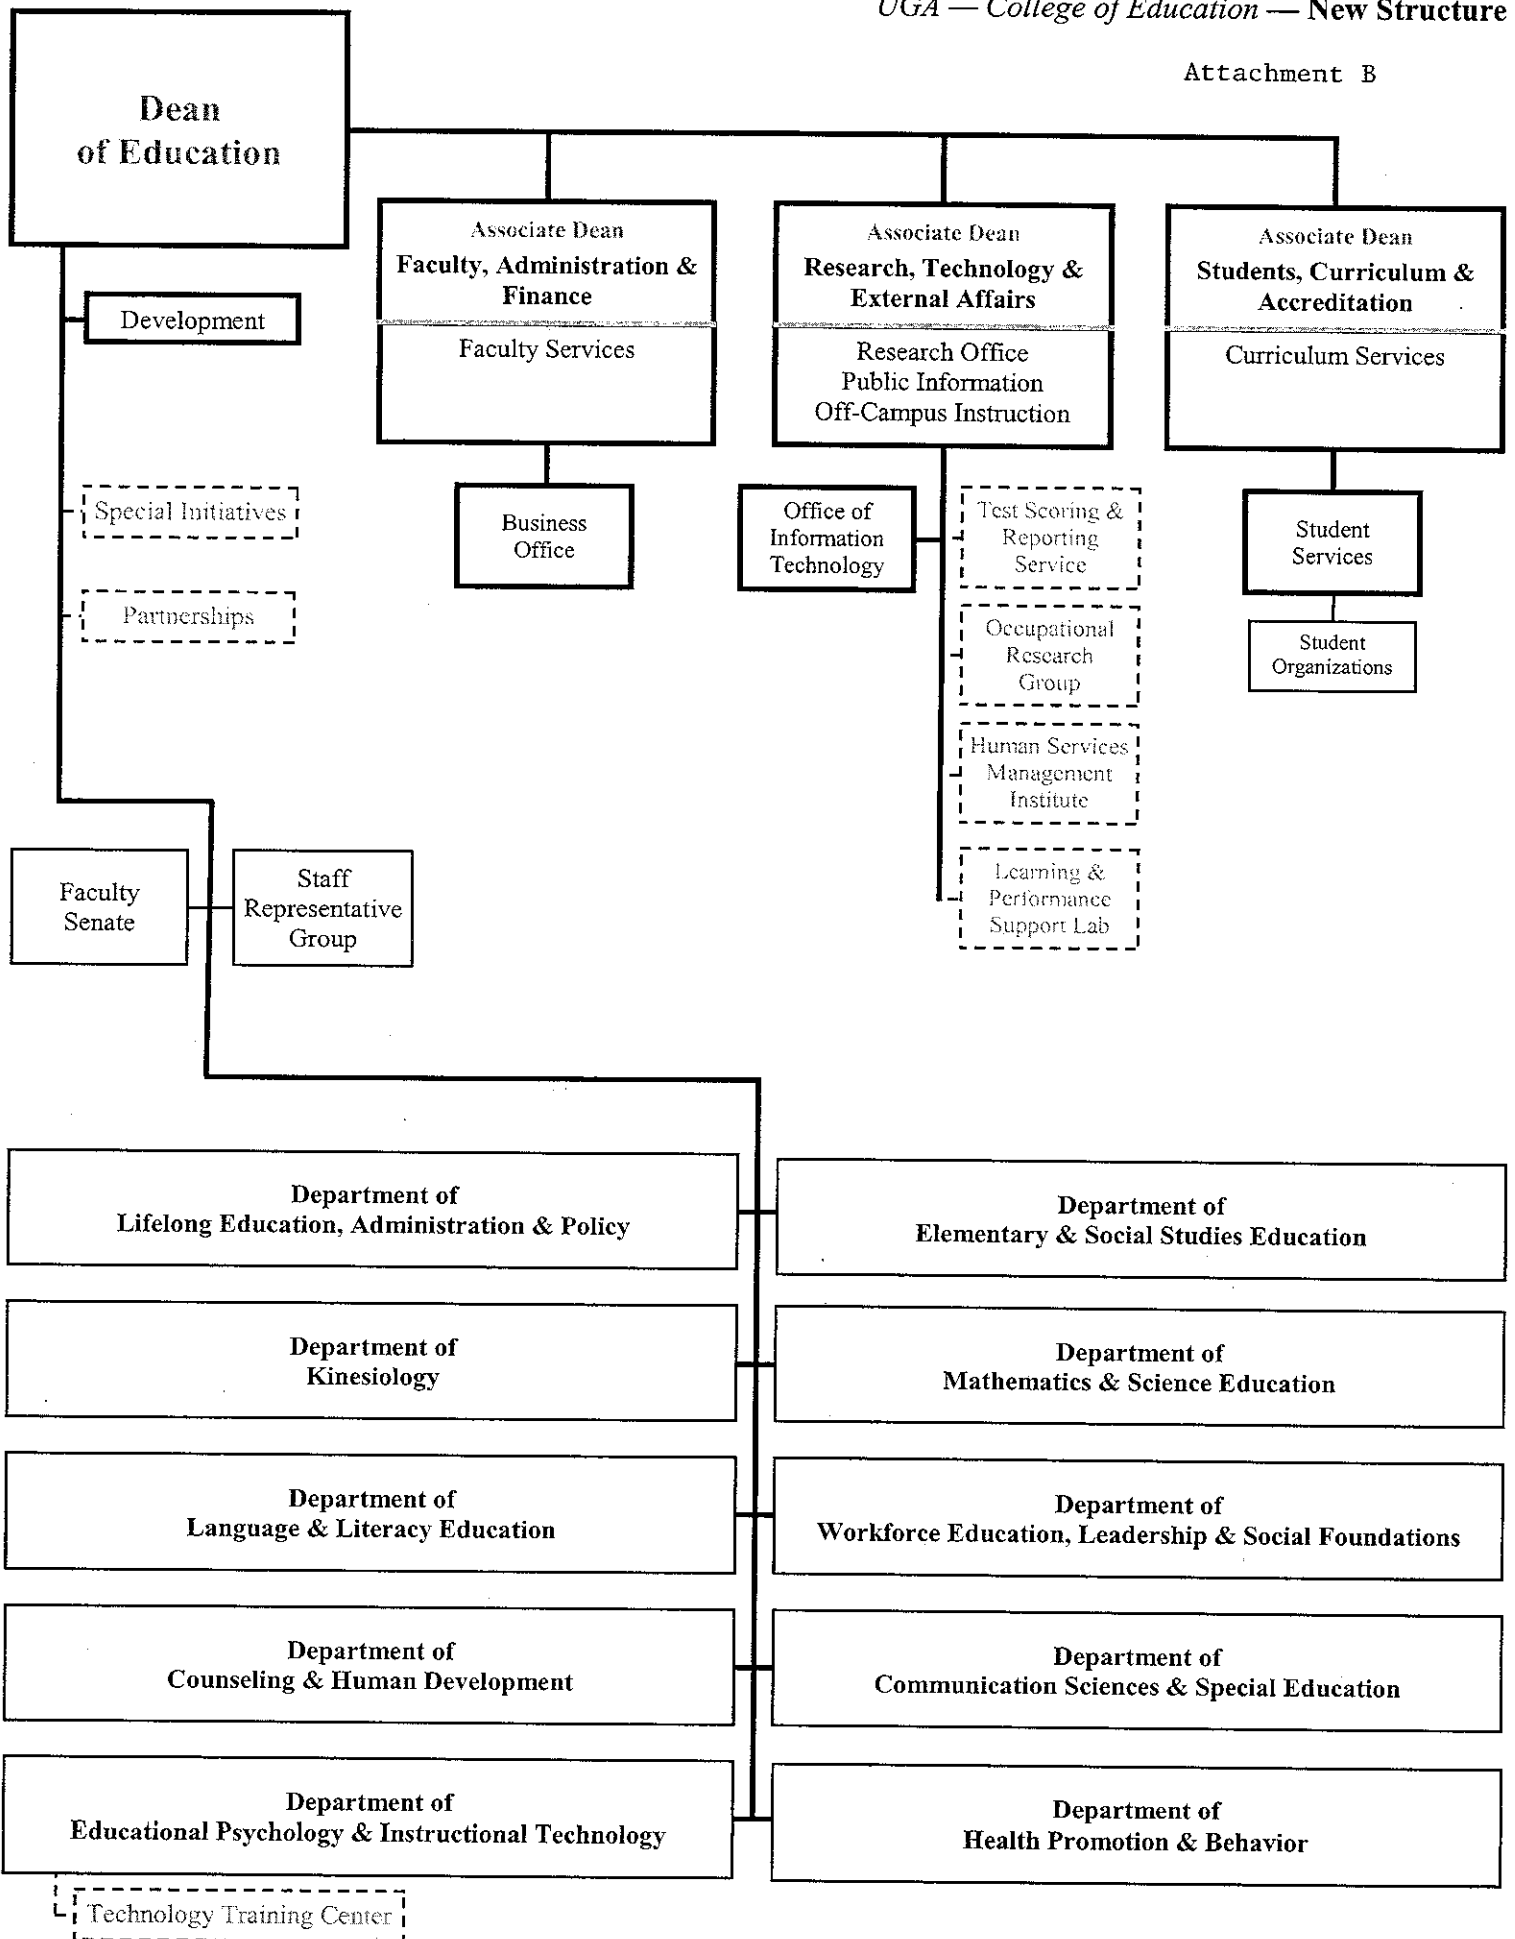 UGA — College of Education — New Structure
Attachment B
Dean
of Education
Associate Dean
Faculty, Administration &
Finance
Faculty Services
Associate Dean
Research, Technology &
External Affairs
Research Office
Public Information
Off-Campus Instruction
Associate Dean
Students, Curriculum &
Accreditation
Curriculum Services
Development
Special Initiatives
Partnerships
Business
Office
Office of
Information
Technology
Test Scoring &
Reporting
Service
Occupational
Research
Group
Human Services
Management
Institute
Learning &
Performance
Support Lab
Student
Services
Student
Organizations
Faculty
Senate
Staff
Representative
Group
Department of
Lifelong Education, Administration & Policy
Department of
Elementary & Social Studies Education
Department of
Kinesiology
Department of
Mathematics & Science Education
Department of
Language & Literacy Education
Department of
Workforce Education, Leadership & Social Foundations
Department of
Counseling & Human Development
Department of
Communication Sciences & Special Education
Department of
Educational Psychology & Instructional Technology
Department of
Health Promotion & Behavior
Technology Training Center